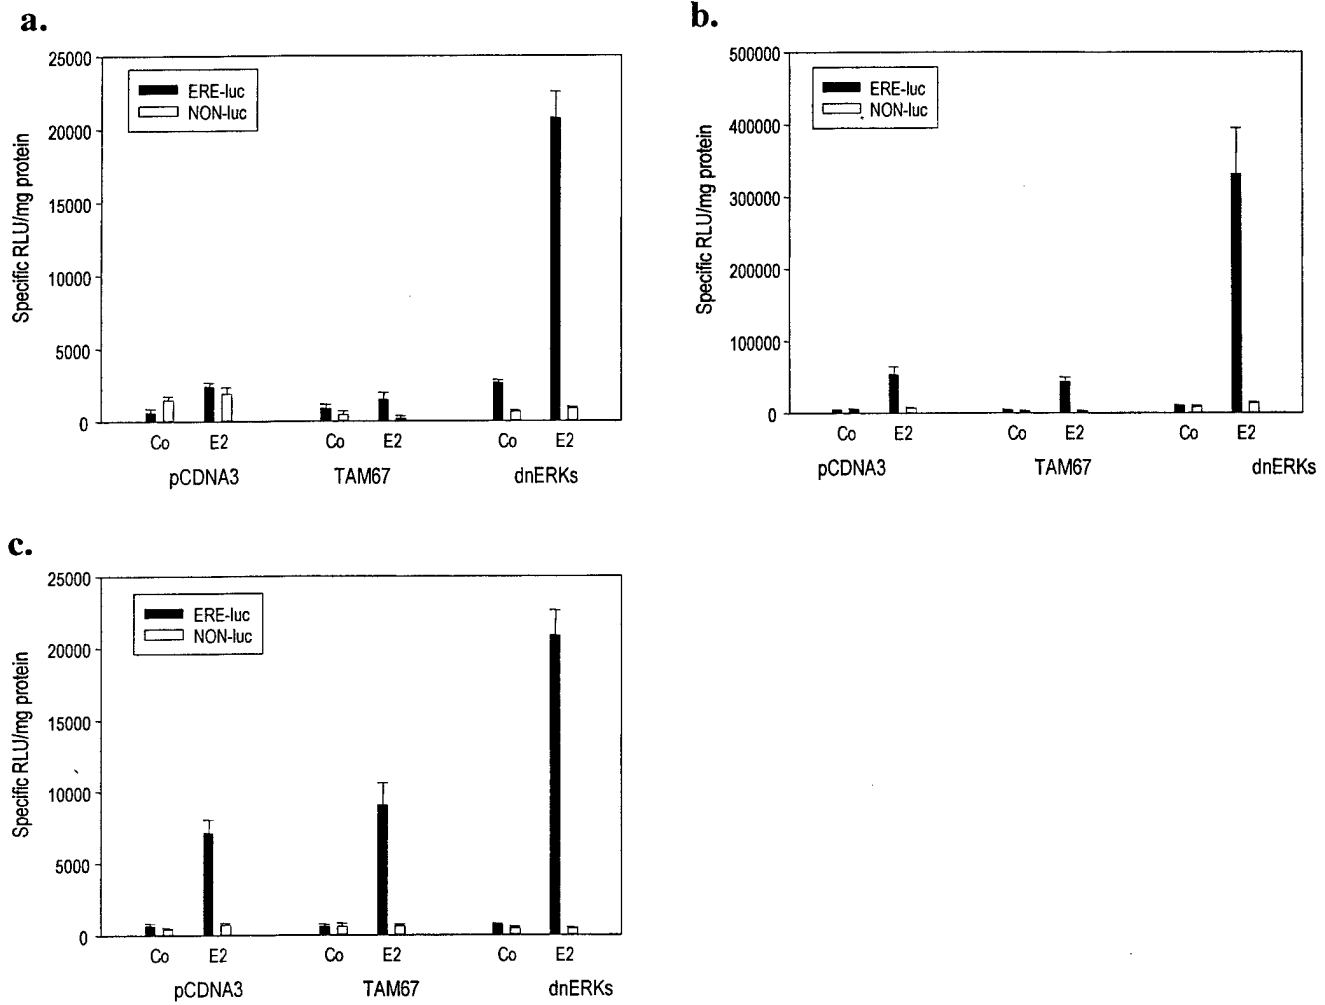 a.
25000
20000
15000
10000
5000
0
Specific RLU/mg protein
ERE-luc
NON-luc
Co E2 Co E2 Co E2
pCDNA3 TAM67 dnERKs
b.
500000
400000
300000
200000
100000
0
Specific RLU/mg protein
ERE-luc
NON-luc
Co E2 Co E2 Co E2
pCDNA3 TAM67 dnERKs
c.
25000
20000
15000
10000
5000
0
Specific RLU/mg protein
ERE-luc
NON-luc
Co E2 Co E2 Co E2
pCDNA3 TAM67 dnERKs